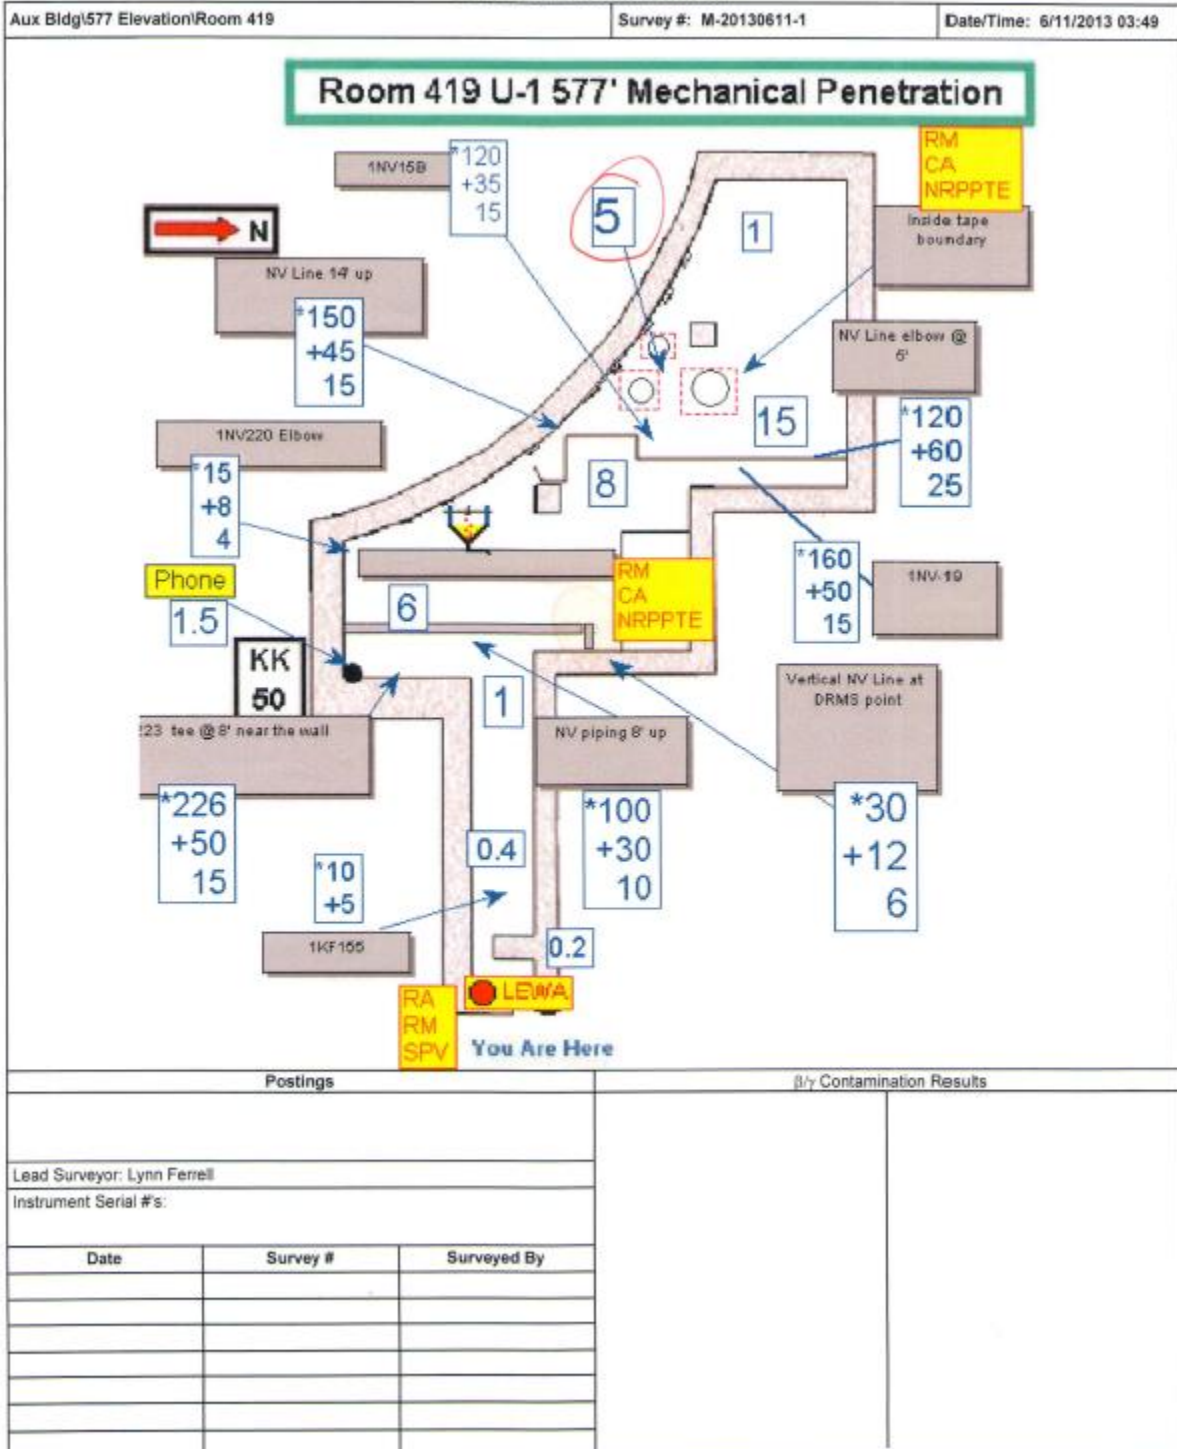 Aux Bldg\577 Elevation\Room 419
Survey #: M-20130611-1
Date/Time: 6/11/2013 03:49
Room 419 U-1 577' Mechanical Penetration
RM
CA
NRPPTE
1NV15B
*120
+35
15
5
1
Inside tape
boundary
N
NV Line 14' up
*150
+45
15
NV Line elbow @
6'
*120
+60
25
15
1NV220 Elbow
*15
+8
4
8
Phone
1.5
6
RM
CA
NRPPTE
*160
+50
15
1NV-19
KK
50
223 tee @ 8' near the wall
*226
+50
15
1
NV piping 8' up
*100
+30
10
Vertical NV Line at
DRMS point
*30
+12
6
0.4
*10
+5
1KF155
0.2
LEWA
RA
RM
SPV
You Are Here
Postings
β/γ Contamination Results
Lead Surveyor: Lynn Ferrell
Instrument Serial #'s:
Date
Survey #
Surveyed By